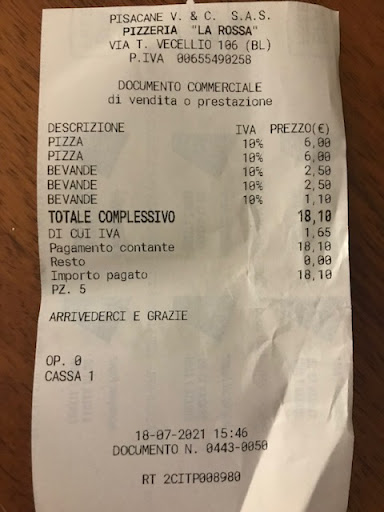 PISACANE V. & C. S.A.S.
PIZZERIA "LA ROSSA"
VIA T. VECELLIO 106 (BL)
P.IVA 00655490258
DOCUMENTO COMMERCIALE
di vendita o prestazione
DESCRIZIONE IVA PREZZO(€)
PIZZA 10% 6,00
PIZZA 10% 6,00
BEVANDE 10% 2,50
BEVANDE 10% 2,50
BEVANDE 10% 1,10
TOTALE COMPLESSIVO 18,10
DI CUI IVA 1,65
Pagamento contante 18,10
Resto 0,00
Importo pagato 18,10
PZ. 5
ARRIVEDERCI E GRAZIE
OP. 0
CASSA 1
18-07-2021 15:46
DOCUMENTO N. 0443-0050
RT 2CITP008980